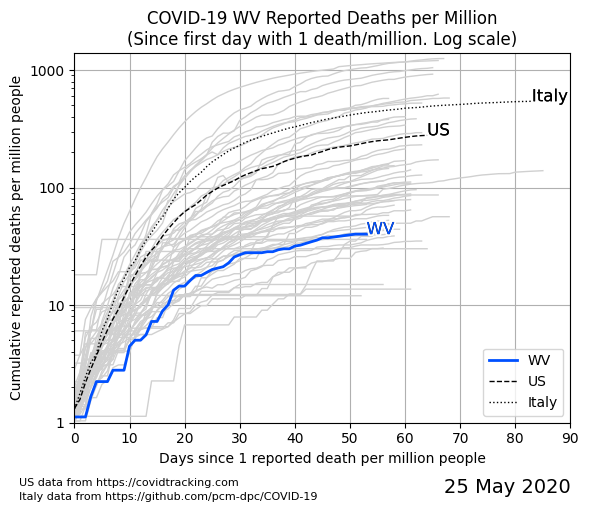 COVID-19 WV Reported Deaths per Million
(Since first day with 1 death/million. Log scale)
Cumulative reported deaths per million people
1000
100
10
1
Italy
US
WV
WV
US
Italy
0 10 20 30 40 50 60 70 80 90
Days since 1 reported death per million people
US data from https://covidtracking.com
Italy data from https://github.com/pcm-dpc/COVID-19
25 May 2020